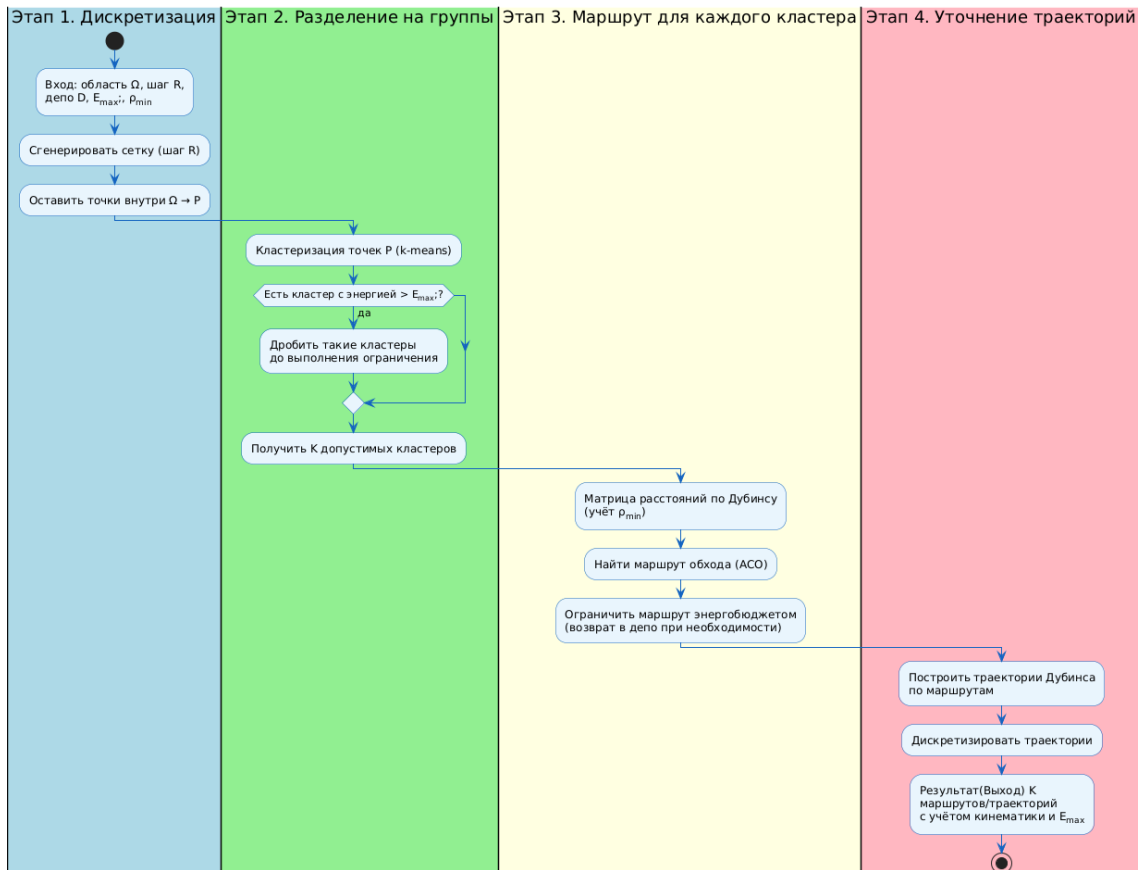 Этап 1. Дискретизация
Этап 2. Разделение на группы
Этап 3. Маршрут для каждого кластера
Этап 4. Уточнение траекторий
Вход: область Ω, шаг R,
депо D, Emax;, ρmin
Сгенерировать сетку (шаг R)
Оставить точки внутри Ω → P
Кластеризация точек P (k-means)
Есть кластер с энергией > Emax;?
да
Дробить такие кластеры
до выполнения ограничения
Получить K допустимых кластеров
Матрица расстояний по Дубинсу
(учёт ρmin)
Найти маршрут обхода (ACO)
Ограничить маршрут энергобюджетом
(возврат в депо при необходимости)
Построить траектории Дубинса
по маршрутам
Дискретизировать траектории
Результат(Выход) K
маршрутов/траекторий
с учётом кинематики и Emax